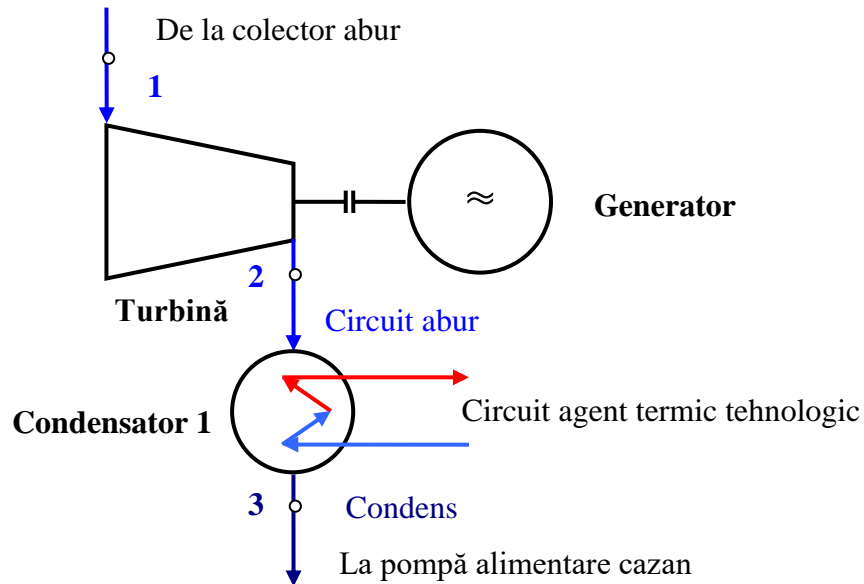 De la colector abur
1
≈
Generator
2
Turbină
Circuit abur
Circuit agent termic tehnologic
Condensator 1
3
Condens
La pompă alimentare cazan